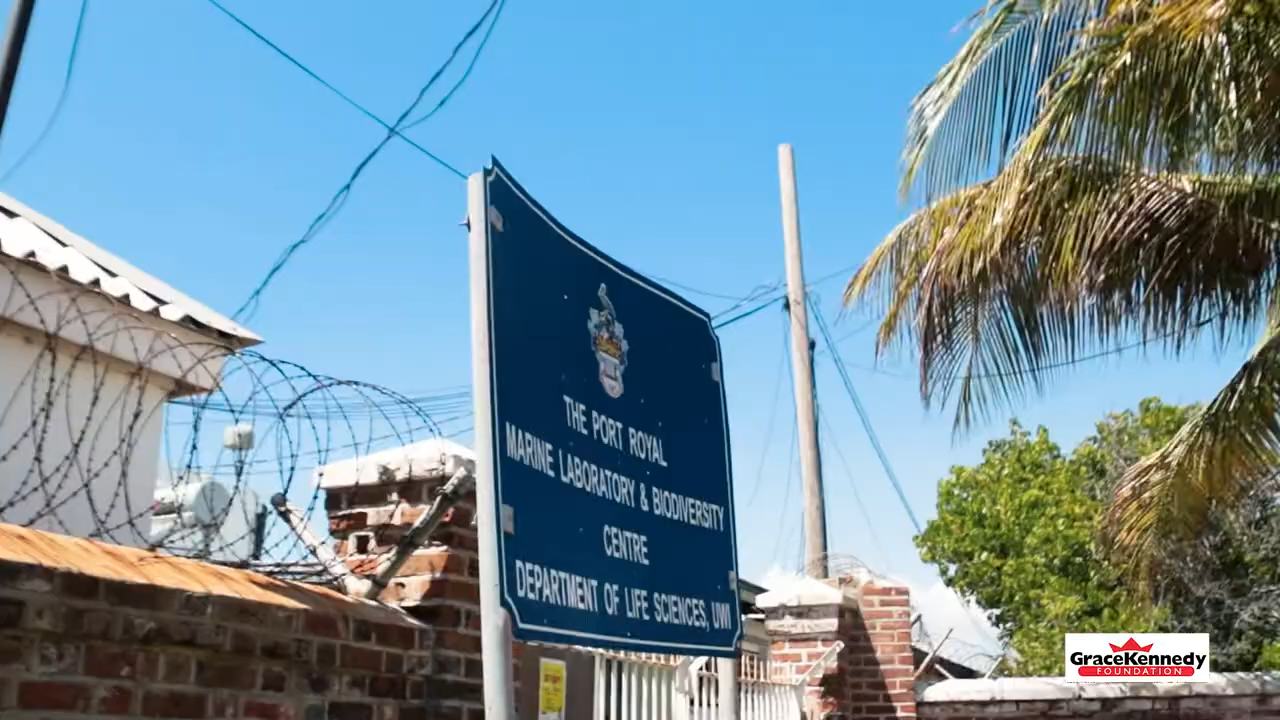 THE PORT ROYAL
MARINE LABORATORY & BIODIVERSITY
CENTRE
DEPARTMENT OF LIFE SCIENCES, UWI
GraceKennedy
FOUNDATION